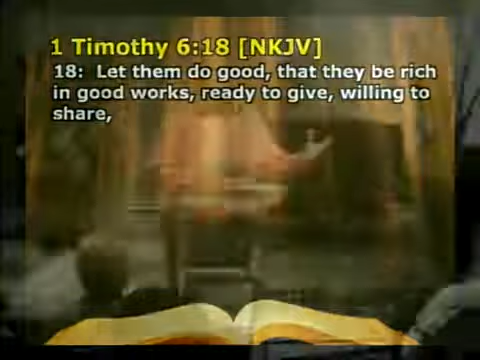 1 Timothy 6:18 [NKJV]
18: Let them do good, that they be rich
in good works, ready to give, willing to
share,